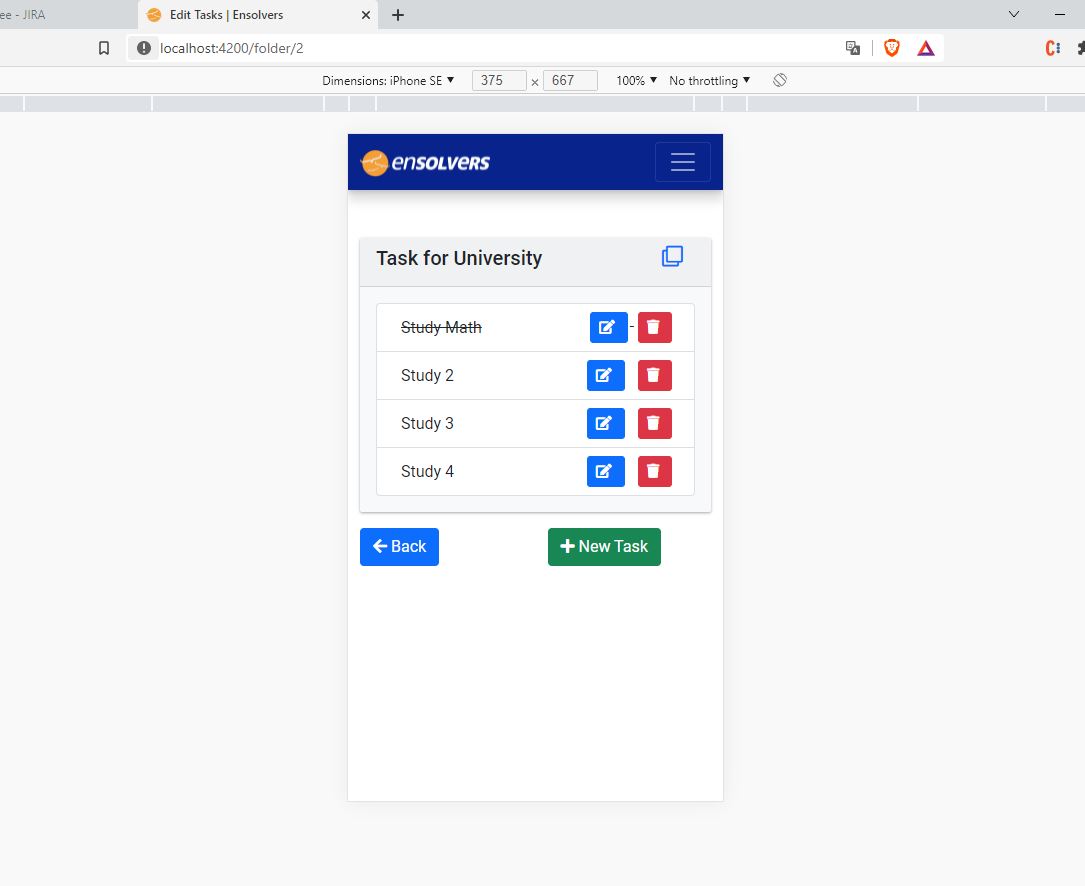 ee - JIRA
Edit Tasks | Ensolvers
localhost:4200/folder/2
Dimensions: iPhone SE 375 x 667 100% No throttling
ensolvers
Task for University
Study Math
Study 2
Study 3
Study 4
Back
New Task